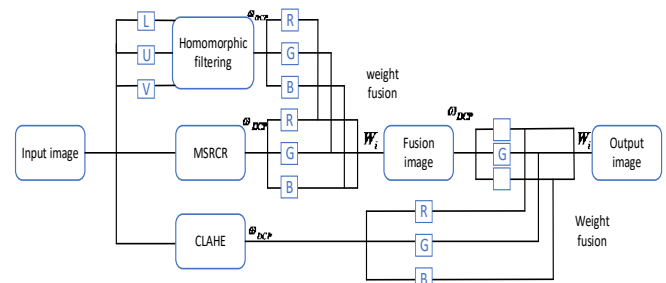 L
U
V
Homomorphic
filtering
ω_DCP
R
G
B
weight
fusion
Input image
MSRCR
ω_DCP
R
G
B
W_i
Fusion
image
ω_DCP
G
W_i
Output
image
CLAHE
ω_DCP
R
G
B
Weight
fusion